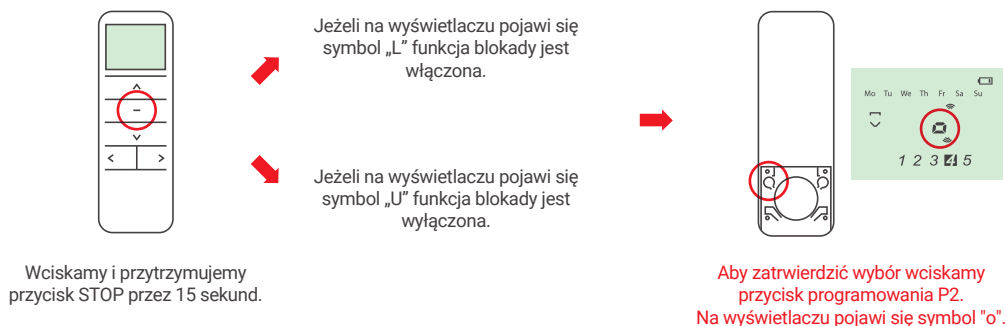 Jeżeli na wyświetlaczu pojawi się
symbol „L” funkcja blokady jest
włączona.
Mo Tu We Th Fr Sa Su
o
1 2 3 4 5
Jeżeli na wyświetlaczu pojawi się
symbol „U” funkcja blokady jest
wyłączona.
Wciskamy i przytrzymujemy
przycisk STOP przez 15 sekund.
Aby zatwierdzić wybór wciskamy
przycisk programowania P2.
Na wyświetlaczu pojawi się symbol "o".